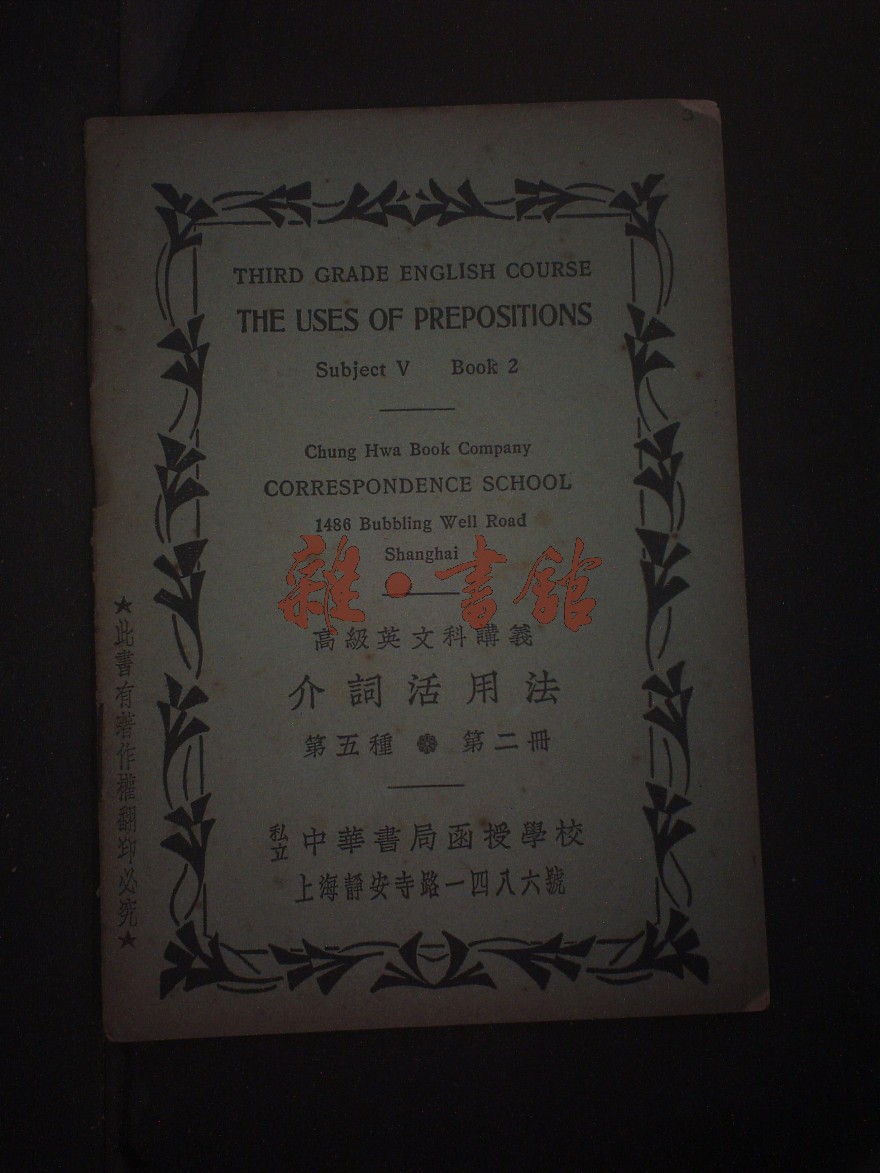 THIRD GRADE ENGLISH COURSE
THE USES OF PREPOSITIONS
Subject V Book 2
Chung Hwa Book Company
CORRESPONDENCE SCHOOL
1486 Bubbling Well Road
Shanghai
雜·書館
高級英文科講義
介詞活用法
第五種 第二冊
私立 中華書局函授學校
上海靜安寺路一四八六號
★此書有著作權翻印必究★